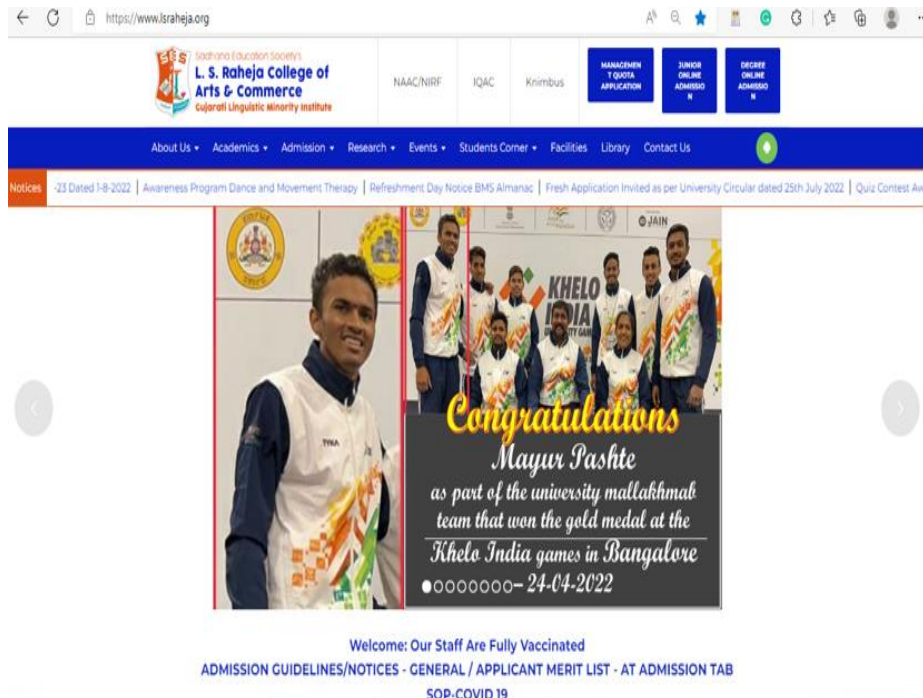 https://www.lsraheja.org
SES
Sadhana Education Society's
L. S. Raheja College of
Arts & Commerce
Gujarati Linguistic Minority Institute
NAAC/NIRF
IQAC
Knimbus
MANAGEMEN
T QUOTA
APPLICATION
JUNIOR
ONLINE
ADMISSIO
N
DEGREE
ONLINE
ADMISSIO
N
About Us Academics Admission Research Events Students Corner Facilities Library Contact Us
Notices -23 Dated 1-8-2022 | Awareness Program Dance and Movement Therapy | Refreshment Day Notice BMS Almanac | Fresh Application Invited as per University Circular dated 25th July 2022 | Quiz Contest Aw
JAIN
KHELO
INDIA
UNIVERSITY GAMES
TYKA
Congratulations
Mayur Pashte
as part of the university mallakhmab
team that won the gold medal at the
Khelo India games in Bangalore
– 24-04-2022
Welcome: Our Staff Are Fully Vaccinated
ADMISSION GUIDELINES/NOTICES - GENERAL / APPLICANT MERIT LIST - AT ADMISSION TAB
SOP-COVID 19